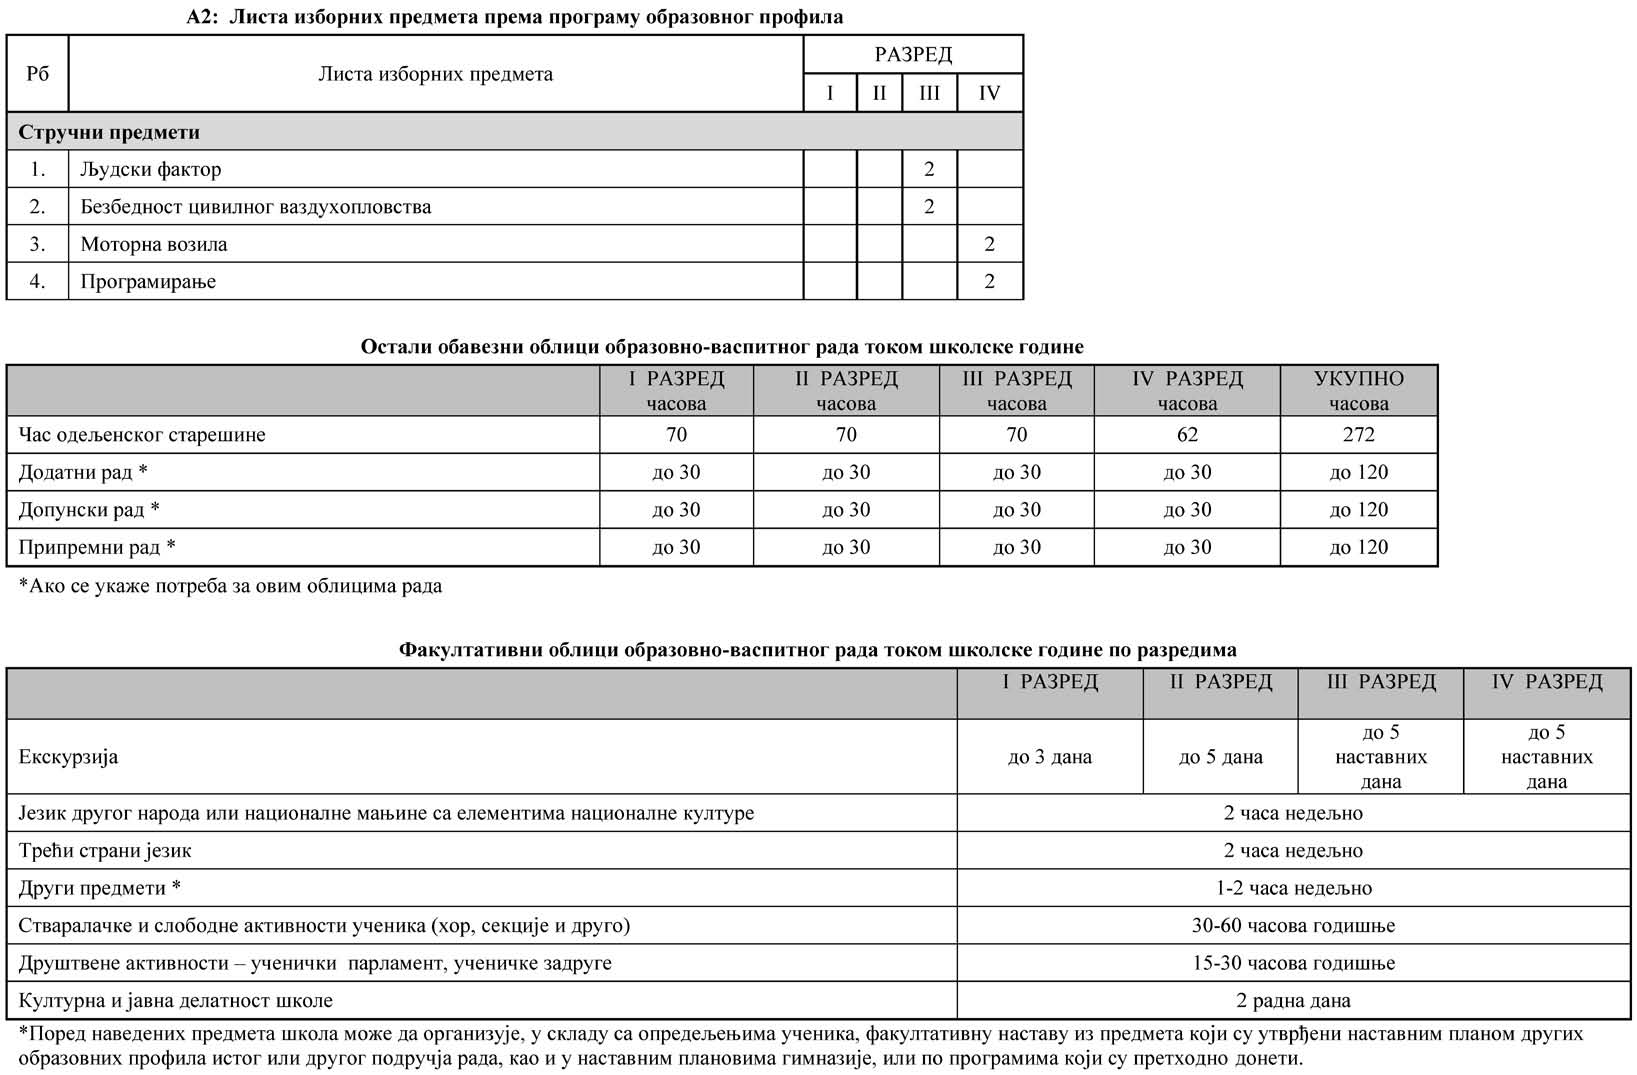 А2: Листа изборних предмета према програму образовног профила
Рб Листа изборних предмета РАЗРЕД
I II III IV
Стручни предмети
1. Људски фактор 2
2. Безбедност цивилног ваздухопловства 2
3. Моторна возила 2
4. Програмирање 2
Остали обавезни облици образовно-васпитног рада током школске године
I РАЗРЕД часова II РАЗРЕД часова III РАЗРЕД часова IV РАЗРЕД часова УКУПНО часова
Час одељенског старешине 70 70 70 62 272
Додатни рад * до 30 до 30 до 30 до 30 до 120
Допунски рад * до 30 до 30 до 30 до 30 до 120
Припремни рад * до 30 до 30 до 30 до 30 до 120
*Ако се укаже потреба за овим облицима рада
Факултативни облици образовно-васпитног рада током школске године по разредима
I РАЗРЕД II РАЗРЕД III РАЗРЕД IV РАЗРЕД
Екскурзија до 3 дана до 5 дана до 5 наставних дана до 5 наставних дана
Језик другог народа или националне мањине са елементима националне културе 2 часа недељно
Трећи страни језик 2 часа недељно
Други предмети * 1-2 часа недељно
Стваралачке и слободне активности ученика (хор, секције и друго) 30-60 часова годишње
Друштвене активности – ученички парламент, ученичке задруге 15-30 часова годишње
Културна и јавна делатност школе 2 радна дана
*Поред наведених предмета школа може да организује, у складу са опредељењима ученика, факултативну наставу из предмета који су утврђени наставним планом других
образовних профила истог или другог подручја рада, као и у наставним плановима гимназије, или по програмима који су претходно донети.